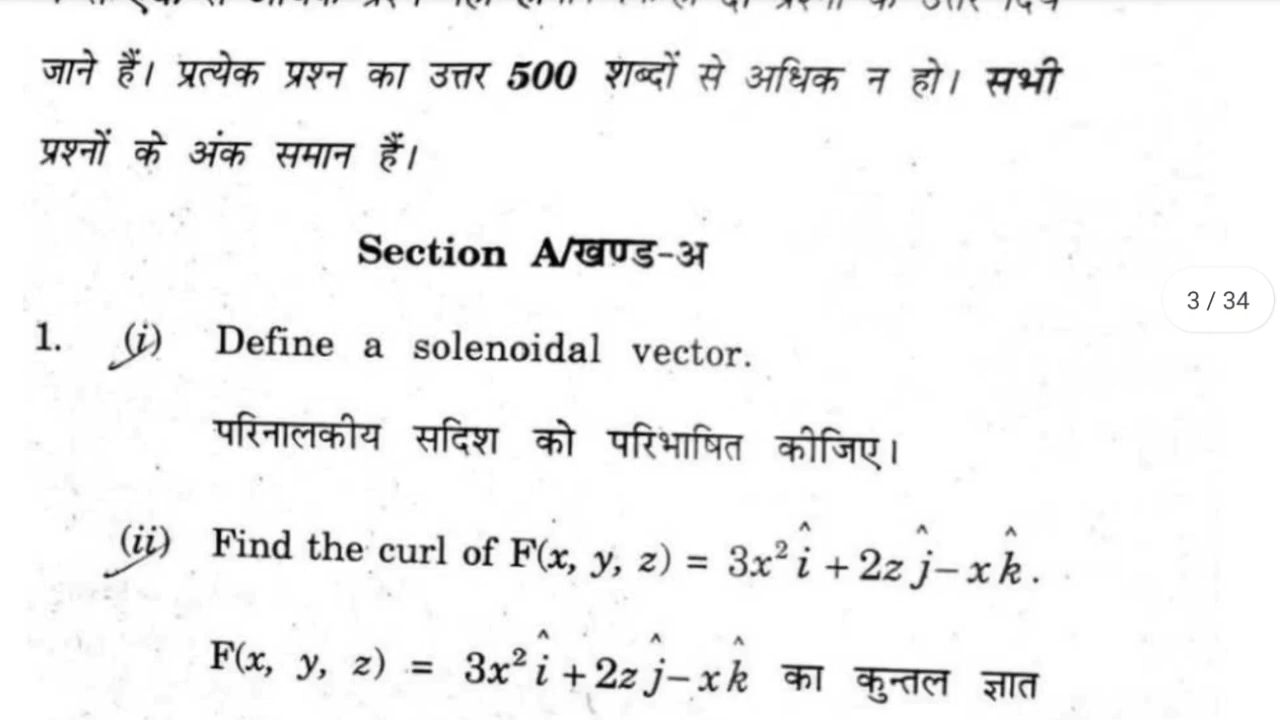 जाने हैं। प्रत्येक प्रश्न का उत्तर 500 शब्दों से अधिक न हो। सभी
प्रश्नों के अंक समान हैं।
Section A/खण्ड-अ
3 / 34
1. (i) Define a solenoidal vector.
परिनालकीय सदिश को परिभाषित कीजिए।
(ii) Find the curl of F(x, y, z) = 3x² î + 2z ĵ – x k̂.
F(x, y, z) = 3x² î + 2z ĵ – x k̂ का कुन्तल ज्ञात